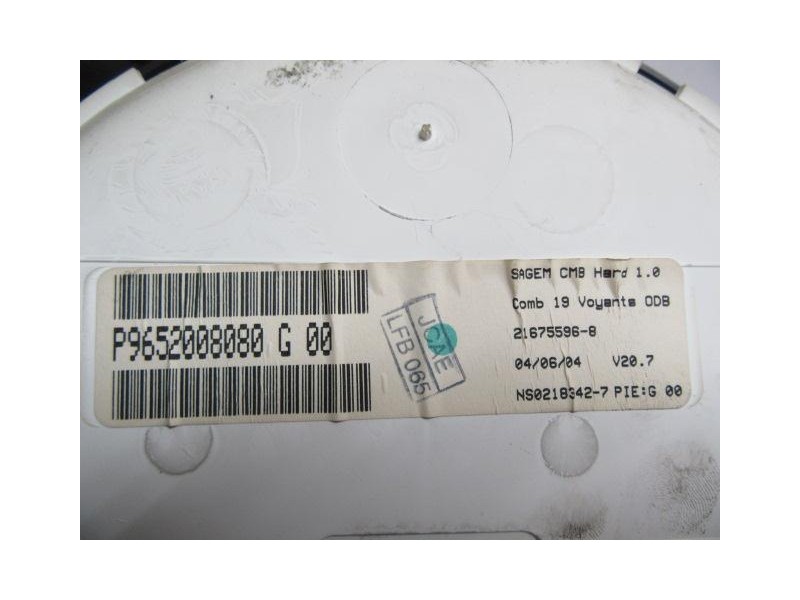 P9652008080 G 00
JCAE
LFB 065
SAGEM CMB Hard 1.0
Comb 19 Voyants ODB
21675596-8
04/06/04 V20.7
NS0218342-7 PIE:G 00